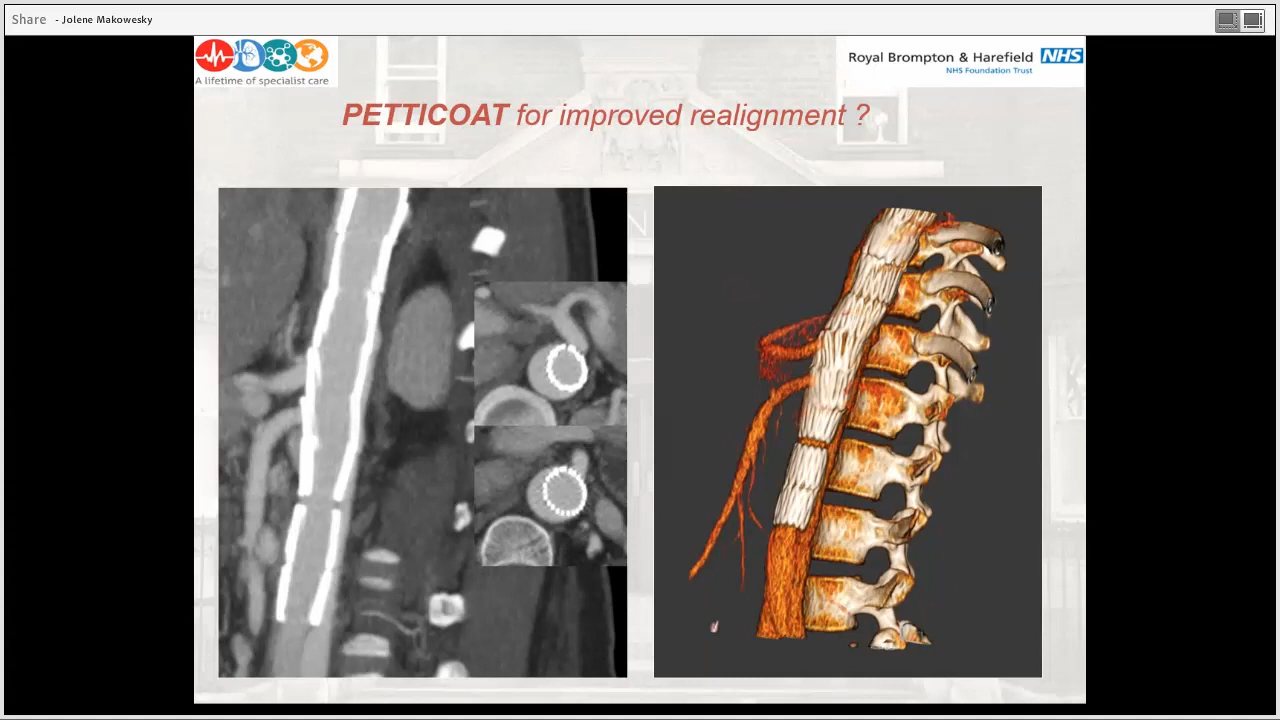 Share - Jolene Makowesky
A lifetime of specialist care
Royal Brompton & Harefield NHS
NHS Foundation Trust
PETTICOAT for improved realignment ?